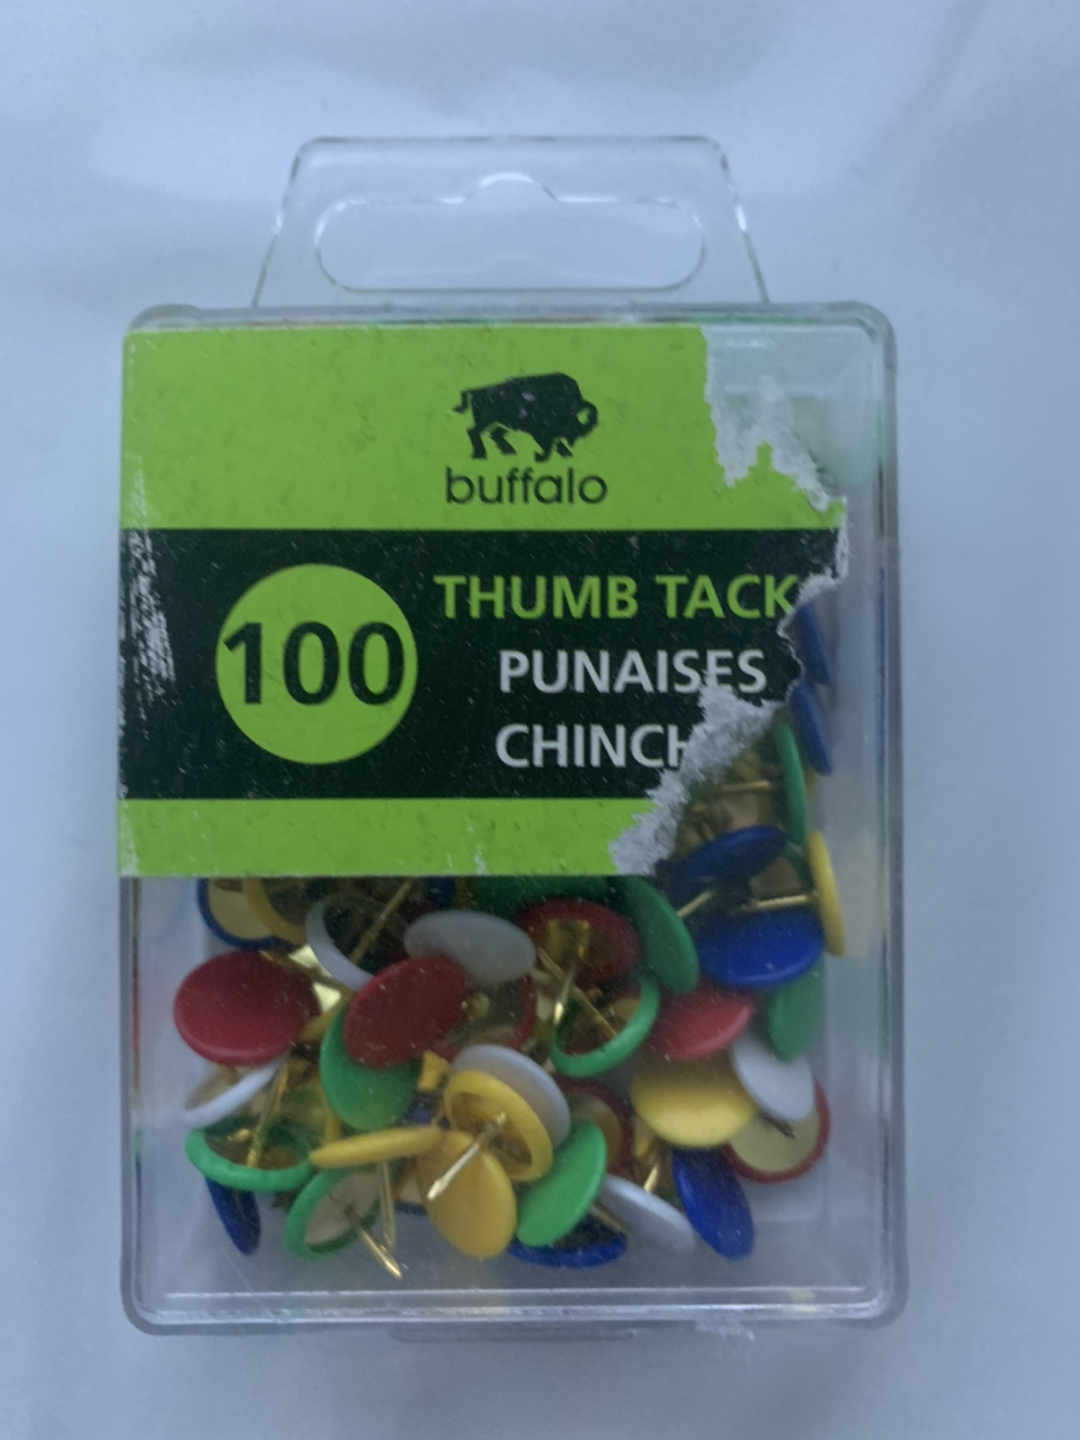 buffalo
100
THUMB TACK
PUNAISES
CHINCH